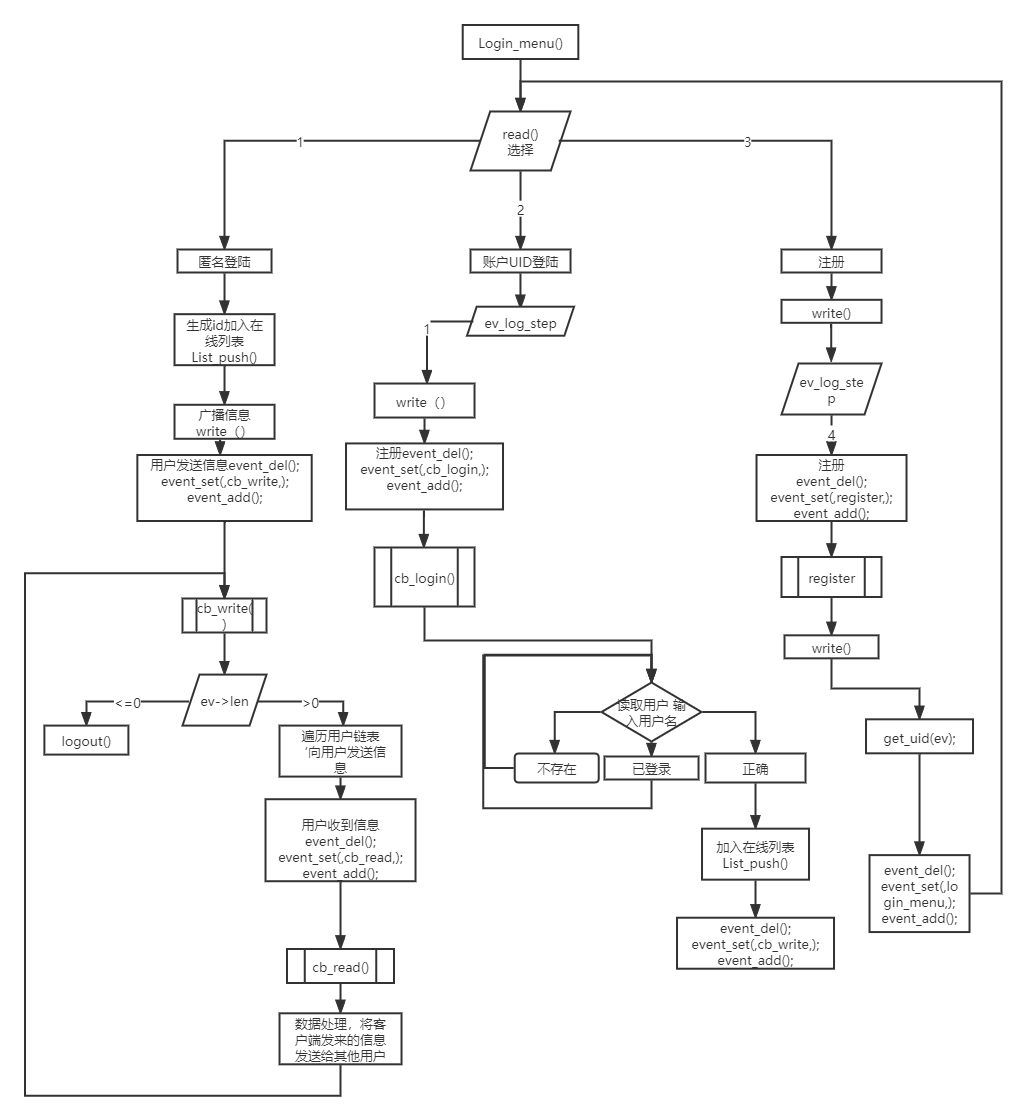 Login_menu()
read()
选择
1
3
2
匿名登陆
账户UID登陆
注册
生成id加入在
线列表
List_push()
ev_log_step
1
write()
ev_log_ste
p
4
广播信息
write（）
write（）
用户发送信息event_del();
event_set(,cb_write,);
event_add();
注册event_del();
event_set(,cb_login,);
event_add();
注册
event_del();
event_set(,register,);
event_add();
cb_write(
)
cb_login()
register
write()
ev->len
<=0
>0
logout()
遍历用户链表
‘向用户发送信
息
读取用户 输
入用户名
get_uid(ev);
不存在
已登录
正确
用户收到信息
event_del();
event_set(,cb_read,);
event_add();
加入在线列表
List_push()
event_del();
event_set(,lo
gin_menu,);
event_add();
event_del();
event_set(,cb_write,);
event_add();
cb_read()
数据处理，将客
户端发来的信息
发送给其他用户